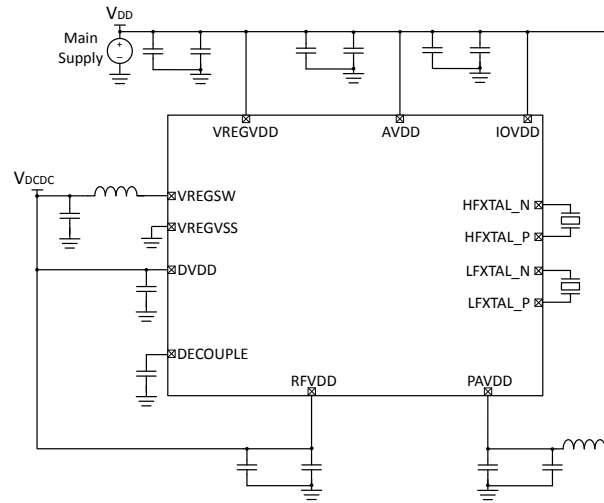 VDD
Main
Supply
+
-
VREGVDD
AVDD
IOVDD
VDCDC
VREGSW
HFXTAL_N
VREGVSS
HFXTAL_P
DVDD
LFXTAL_N
LFXTAL_P
DECOUPLE
RFVDD
PAVDD